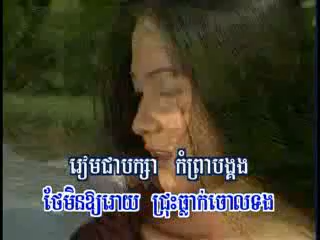 រៀមជាបក្សា កំព្រាបង្គង
ថែមិនឱ្យរោយ ជ្រុះធ្លាក់ចោលទង